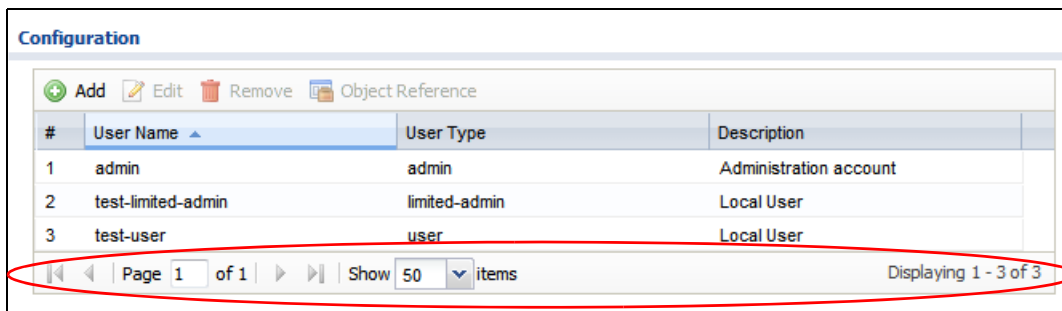 Configuration
Add Edit Remove Object Reference
# User Name User Type Description
1 admin admin Administration account
2 test-limited-admin limited-admin Local User
3 test-user user Local User
Page 1 of 1 Show 50 items Displaying 1 - 3 of 3